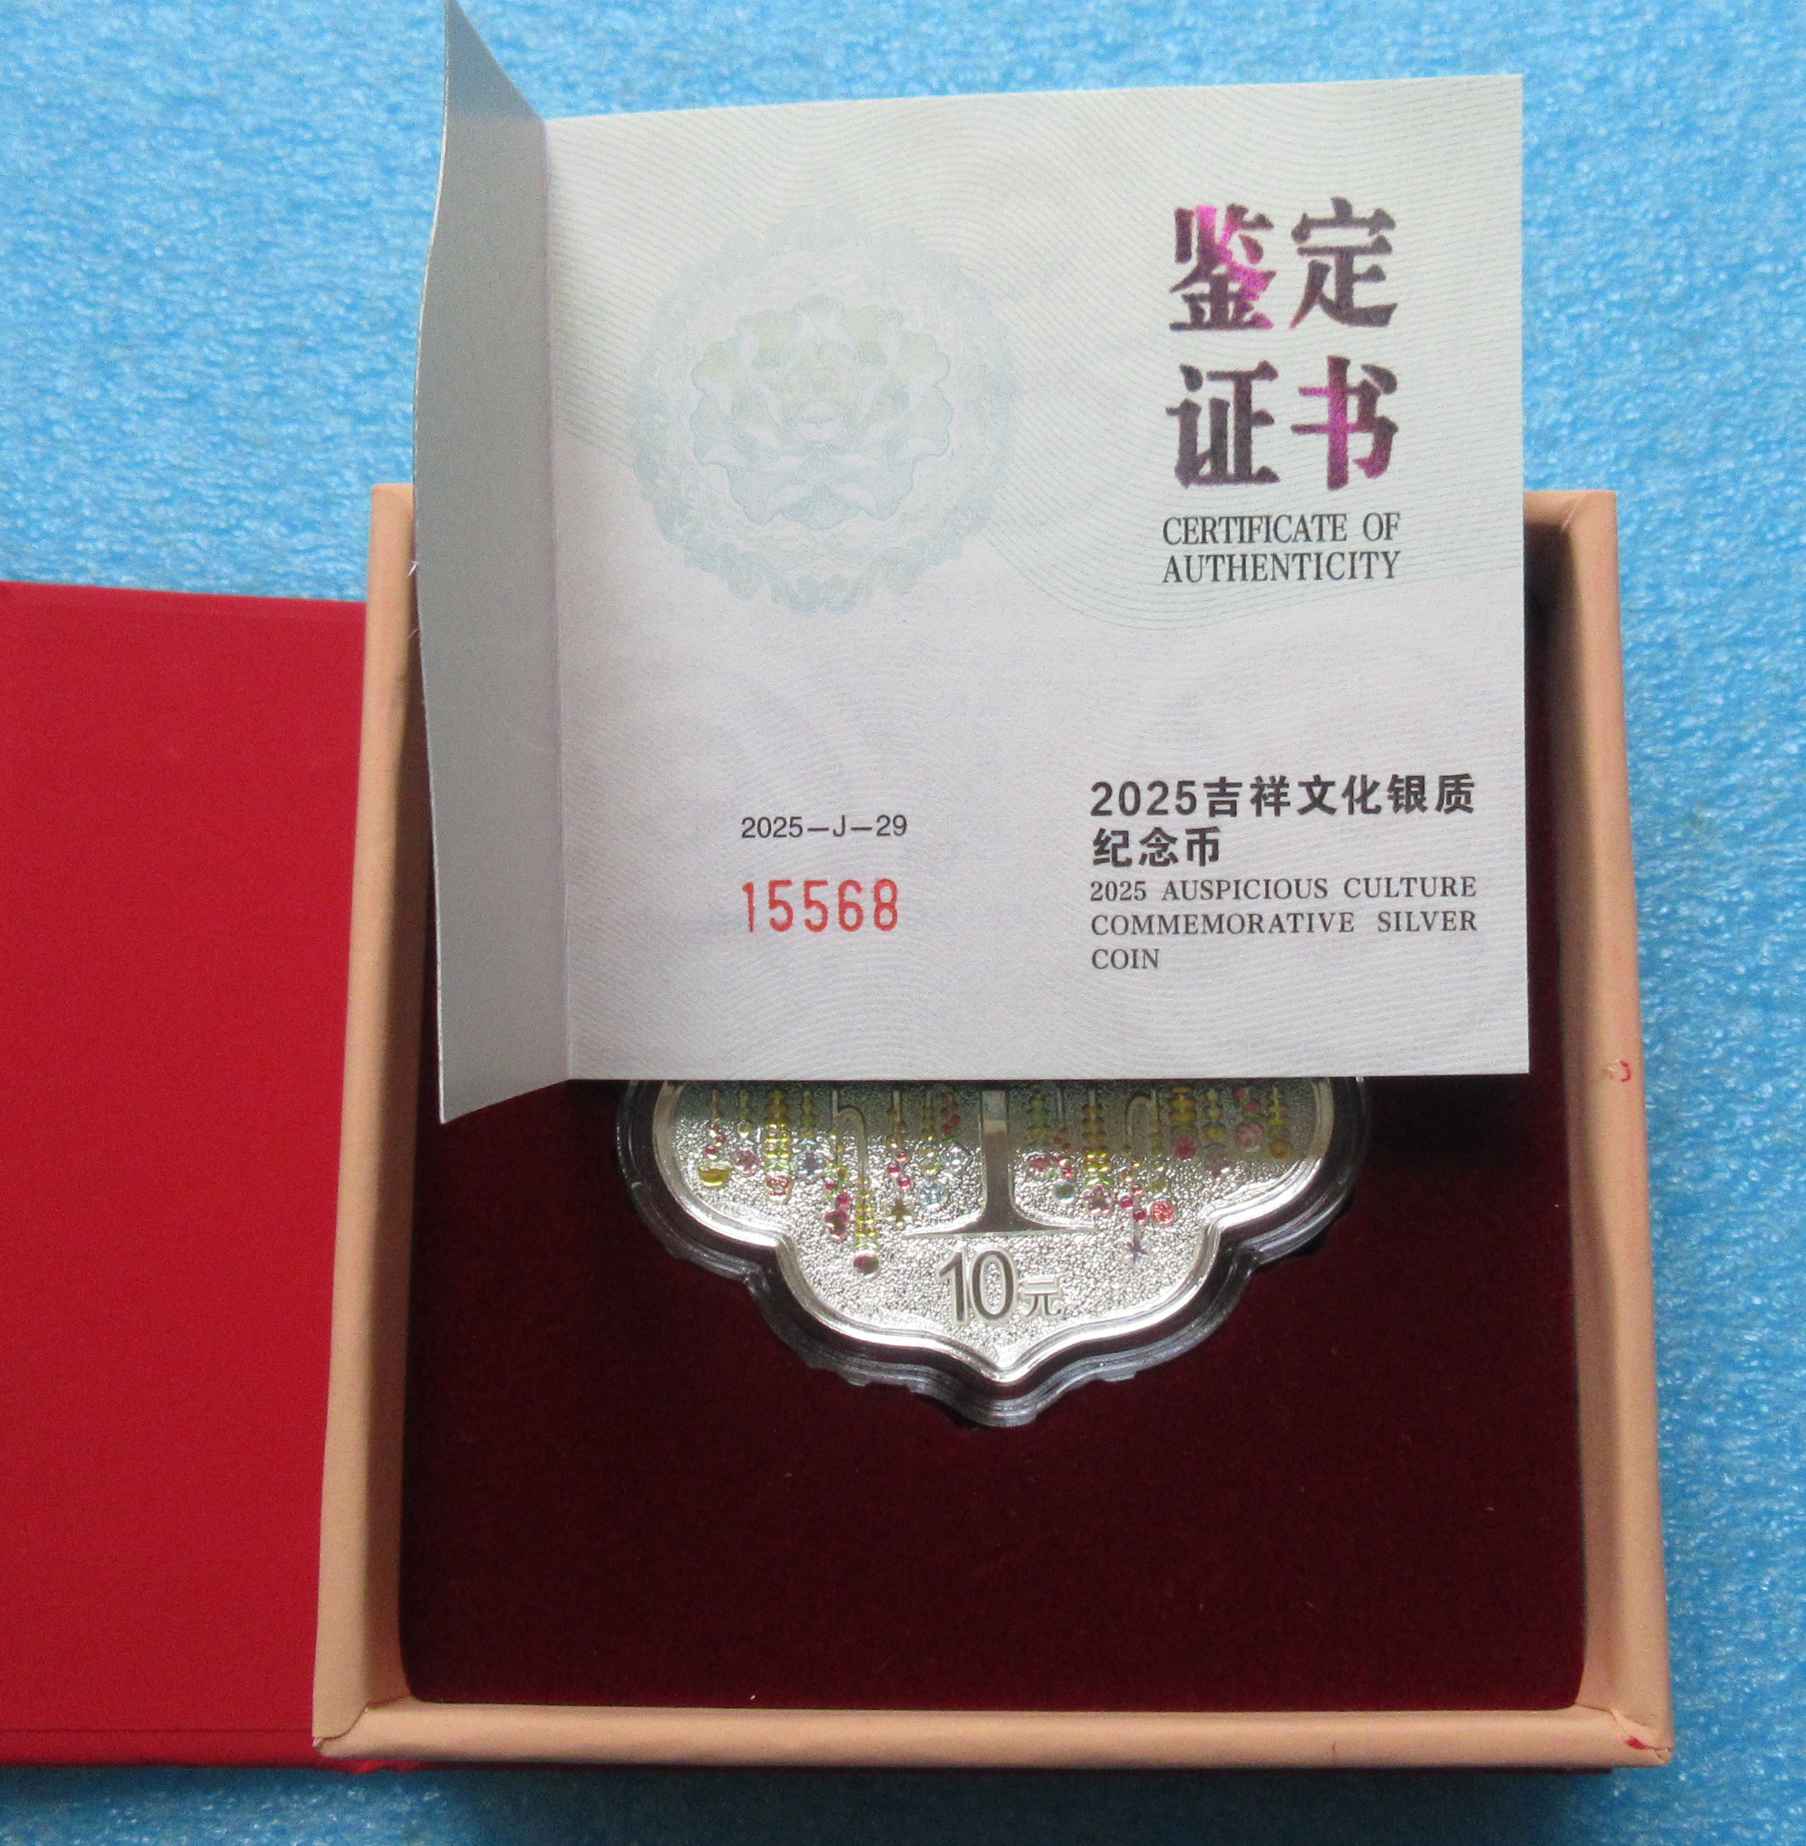 鉴定
证书
CERTIFICATE OF
AUTHENTICITY
2025吉祥文化银质
纪念币
2025 AUSPICIOUS CULTURE
COMMEMORATIVE SILVER
COIN
2025—J—29
15568
10元